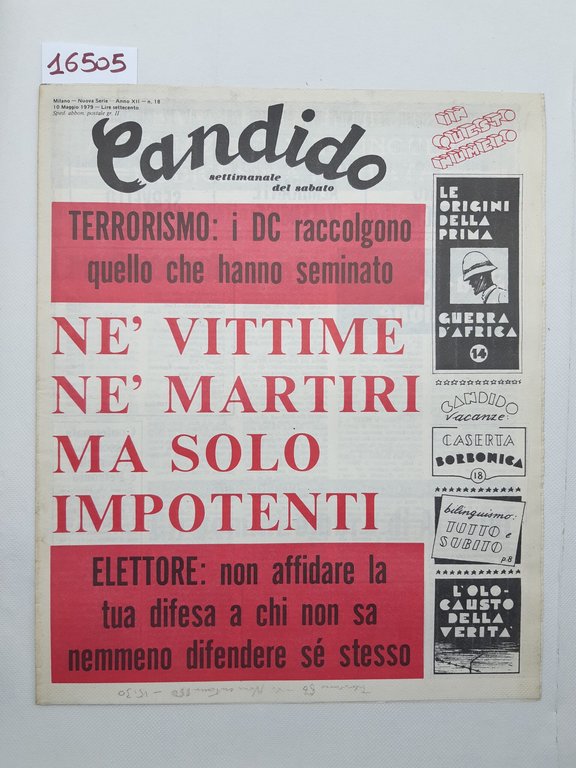 16505
Milano — Nuova Serie — Anno XII — n. 18
10 Maggio 1979 — Lire settecento
Sped. abbon. postale gr. II
Candido
settimanale
del sabato
TERRORISMO: i DC raccolgono
quello che hanno seminato
NE' VITTIME
NE' MARTIRI
MA SOLO
IMPOTENTI
ELETTORE: non affidare la
tua difesa a chi non sa
nemmeno difendere sé stesso
IN
QUESTO
NUMERO
LE
ORIGINI
DELLA
PRIMA
GUERRA
D'AFRICA
14
CANDIDO
vacanze:
CASERTA
BORBONICA
18
bilinguismo:
TUTTO e
SUBITO
p.8
L'OLO-
CAUSTO
DELLA
VERITA'